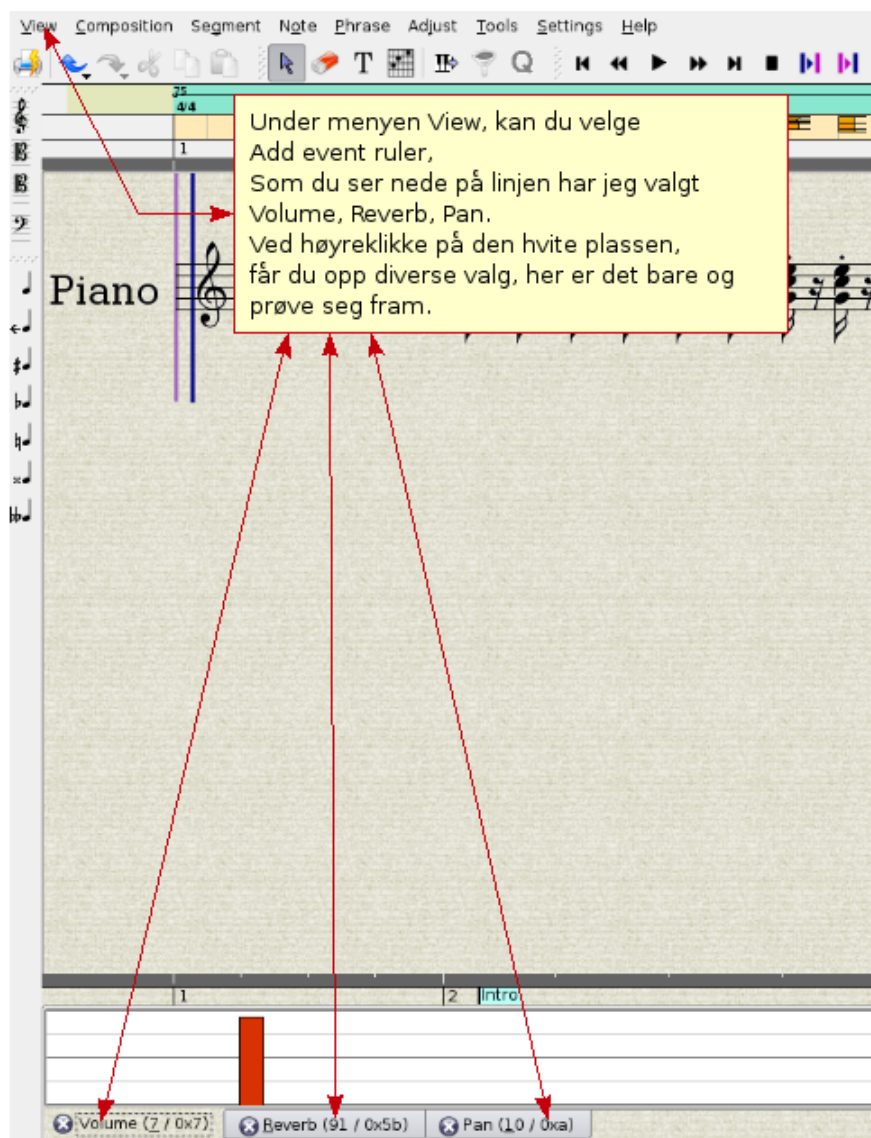 View Composition Segment Note Phrase Adjust Tools Settings Help
T Q
75
4/4
1
Under menyen View, kan du velge
Add event ruler,
Som du ser nede på linjen har jeg valgt
Volume, Reverb, Pan.
Ved høyreklikke på den hvite plassen,
får du opp diverse valg, her er det bare og
prøve seg fram.
Piano
1 2 Intro
Volume (7 / 0x7) Reverb (91 / 0x5b) Pan (10 / 0xa)